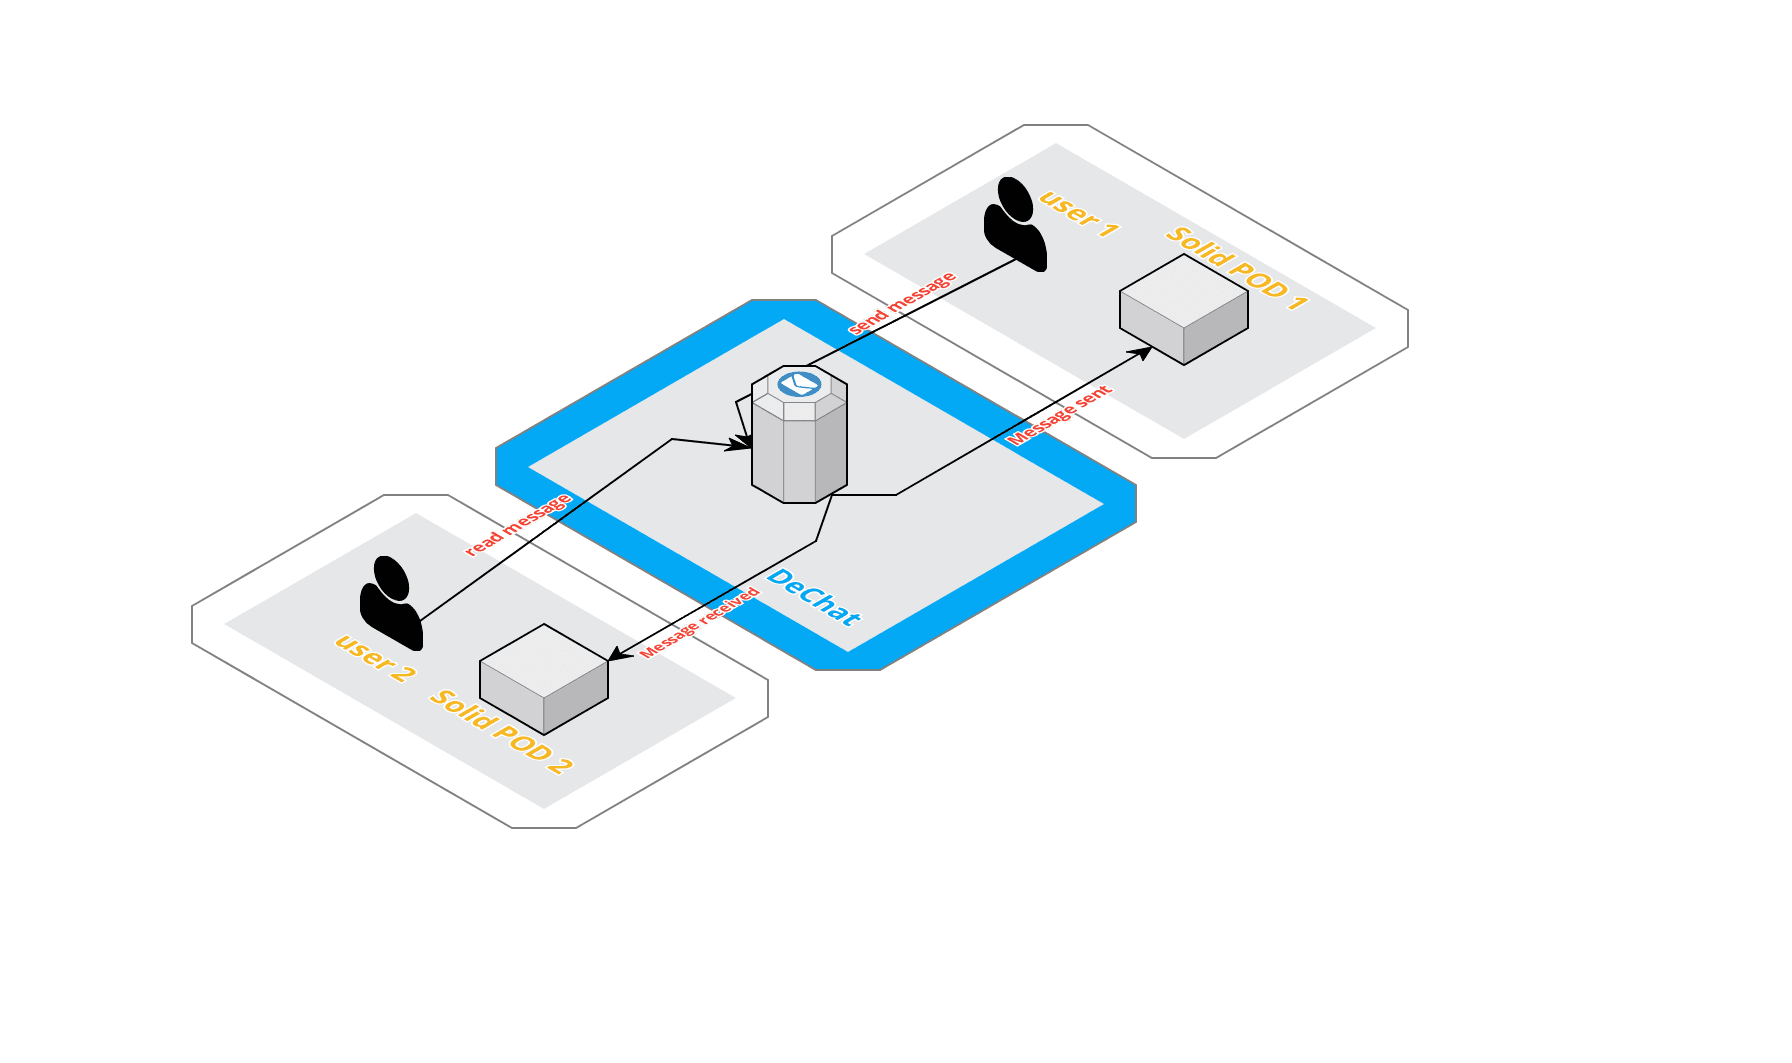 user 1
Solid POD 1
send message
Message sent
read message
DeChat
Message received
user 2
Solid POD 2